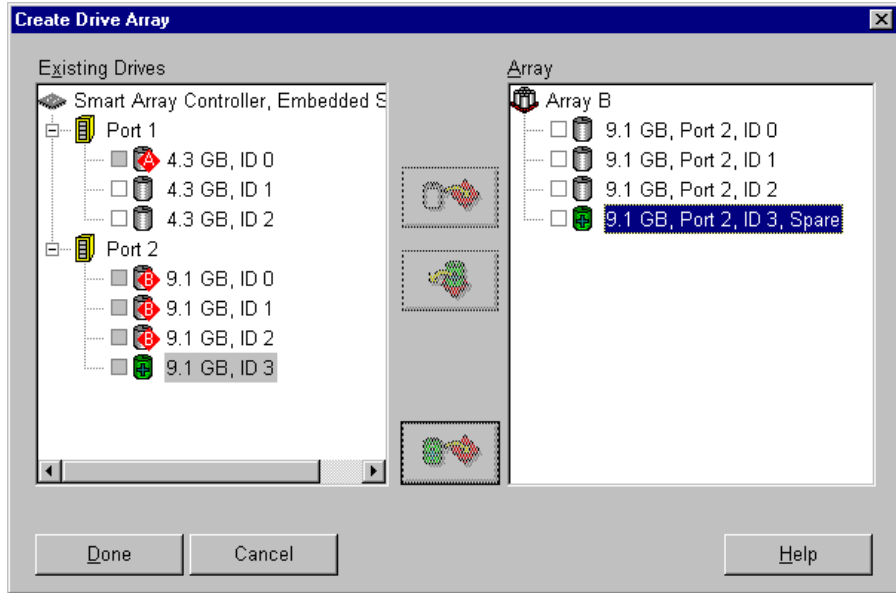 Create Drive Array
Existing Drives
Smart Array Controller, Embedded S
Port 1
A 4.3 GB, ID 0
4.3 GB, ID 1
4.3 GB, ID 2
Port 2
B 9.1 GB, ID 0
B 9.1 GB, ID 1
B 9.1 GB, ID 2
9.1 GB, ID 3
Array
Array B
9.1 GB, Port 2, ID 0
9.1 GB, Port 2, ID 1
9.1 GB, Port 2, ID 2
9.1 GB, Port 2, ID 3, Spare
Done
Cancel
Help